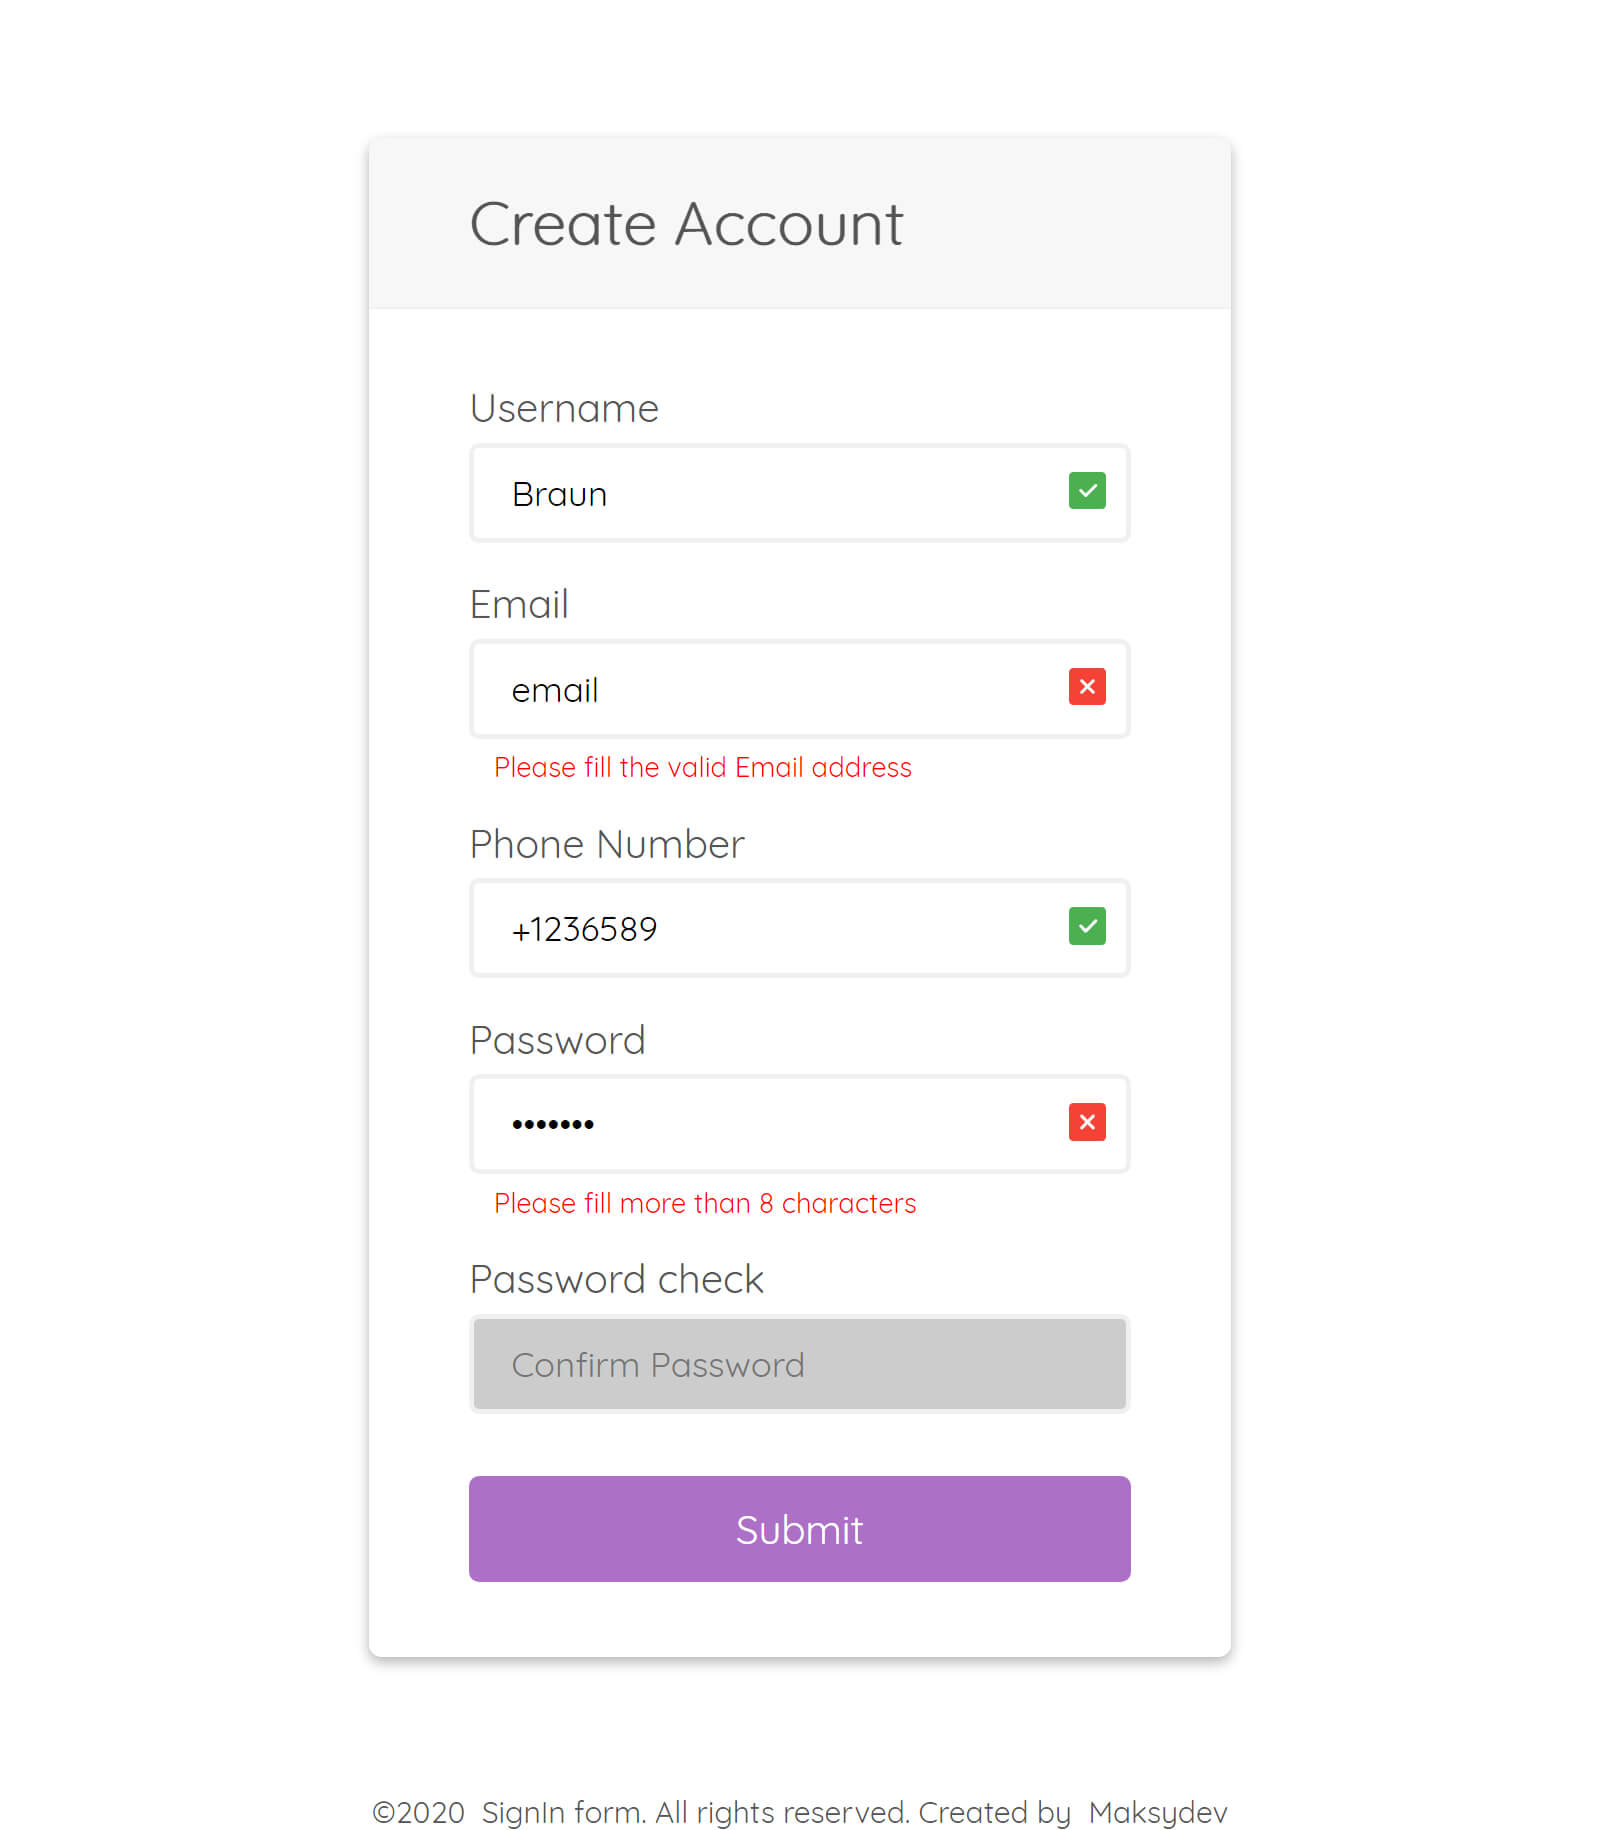 Create Account
Username
Braun
Email
email
Please fill the valid Email address
Phone Number
+1236589
Password
•••••••
Please fill more than 8 characters
Password check
Confirm Password
Submit
©2020 SignIn form. All rights reserved. Created by Maksydev